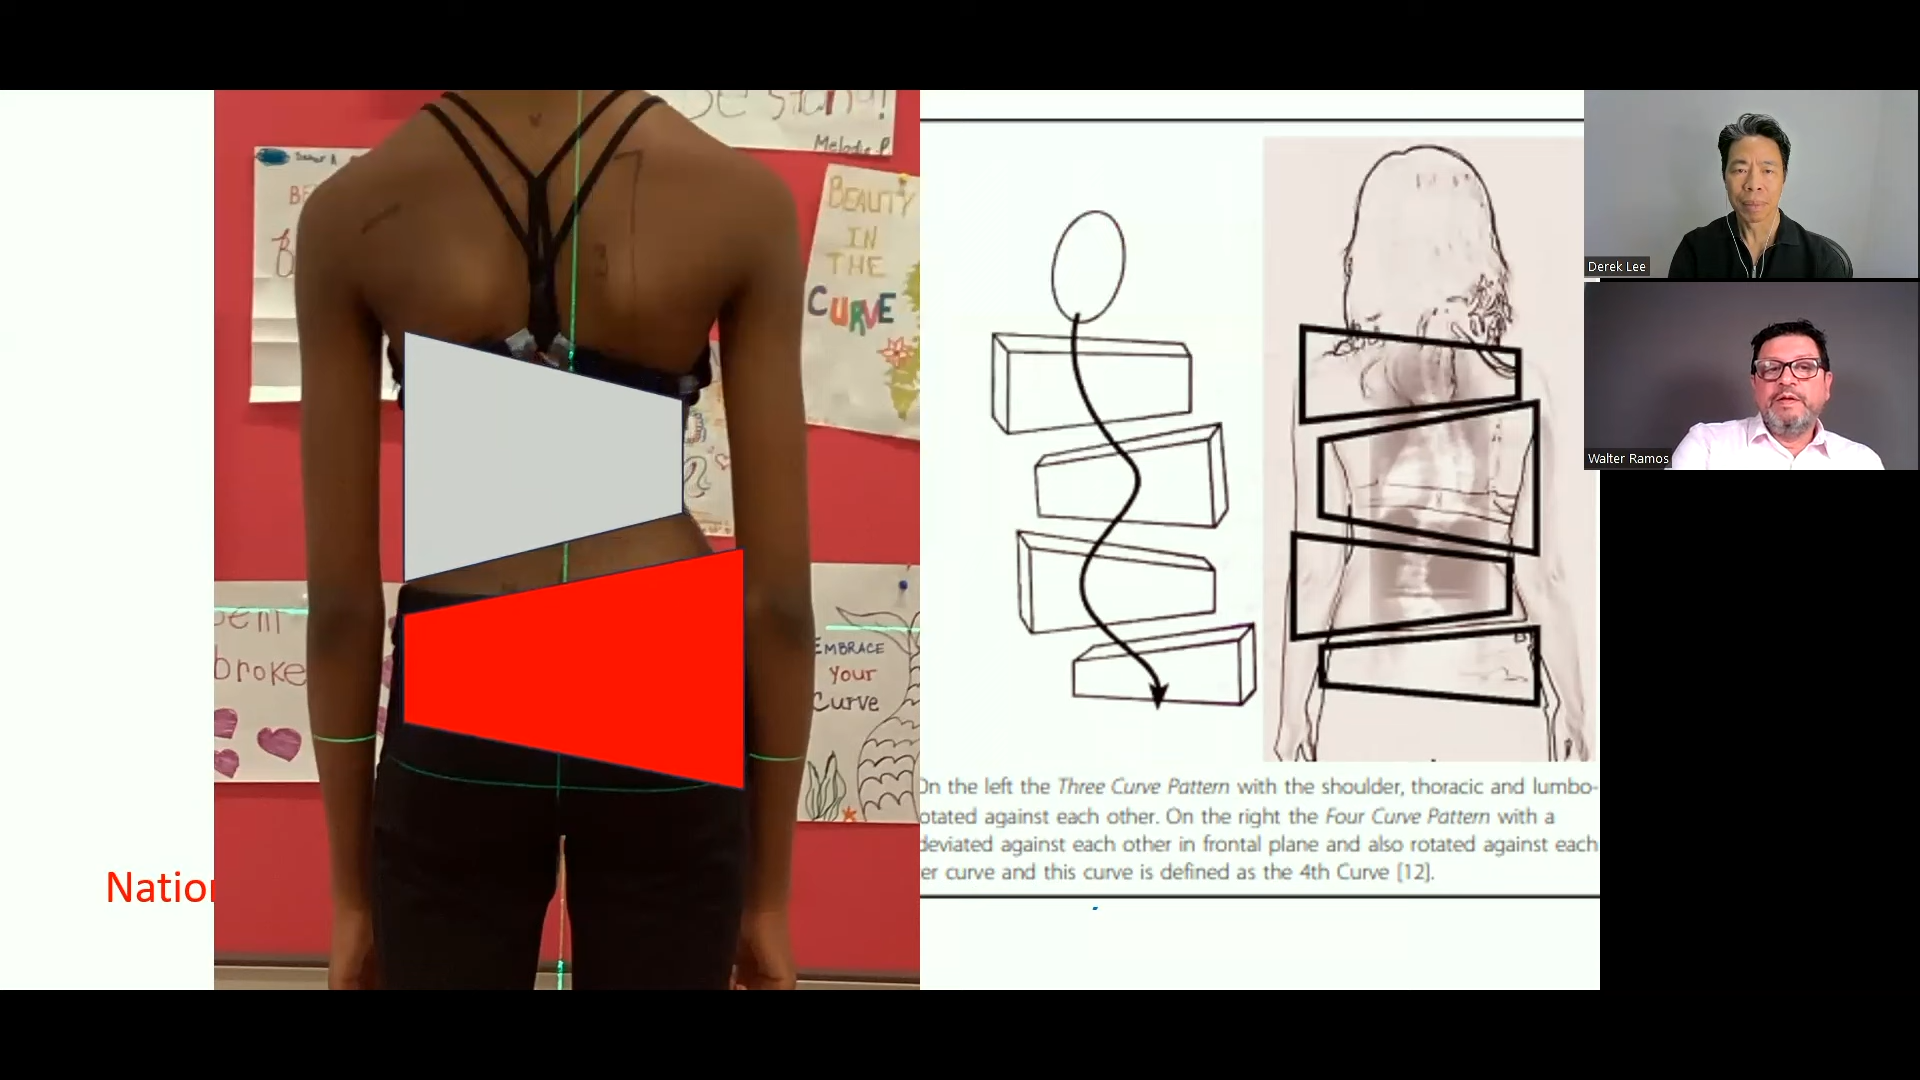 Melodie P
BEAUTY
IN
THE
CURVE
broke
EMBRACE
Your
Curve
Nation
On the left the Three Curve Pattern with the shoulder, thoracic and lumbo-
otated against each other. On the right the Four Curve Pattern with a
deviated against each other in frontal plane and also rotated against each
er curve and this curve is defined as the 4th Curve [12].
Derek Lee
Walter Ramos